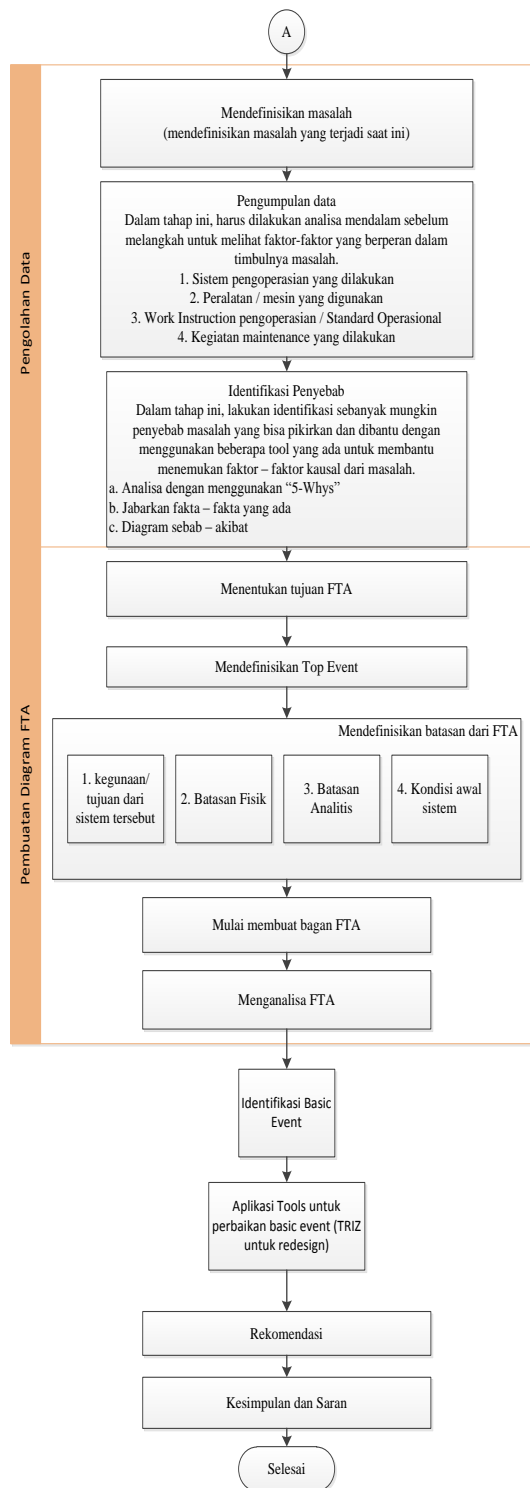 A
Pengolahan Data
Mendefinisikan masalah
(mendefinisikan masalah yang terjadi saat ini)
Pengumpulan data
Dalam tahap ini, harus dilakukan analisa mendalam sebelum
melangkah untuk melihat faktor-faktor yang berperan dalam
timbulnya masalah.
1. Sistem pengoperasian yang dilakukan
2. Peralatan / mesin yang digunakan
3. Work Instruction pengoperasian / Standard Operasional
4. Kegiatan maintenance yang dilakukan
Identifikasi Penyebab
Dalam tahap ini, lakukan identifikasi sebanyak mungkin
penyebab masalah yang bisa pikirkan dan dibantu dengan
menggunakan beberapa tool yang ada untuk membantu
menemukan faktor – faktor kausal dari masalah.
a. Analisa dengan menggunakan “5-Whys”
b. Jabarkan fakta – fakta yang ada
c. Diagram sebab – akibat
Pembuatan Diagram FTA
Menentukan tujuan FTA
Mendefinisikan Top Event
Mendefinisikan batasan dari FTA
1. kegunaan/
tujuan dari
sistem tersebut
2. Batasan Fisik
3. Batasan
Analitis
4. Kondisi awal
sistem
Mulai membuat bagan FTA
Menganalisa FTA
Identifikasi Basic
Event
Aplikasi Tools untuk
perbaikan basic event (TRIZ
untuk redesign)
Rekomendasi
Kesimpulan dan Saran
Selesai